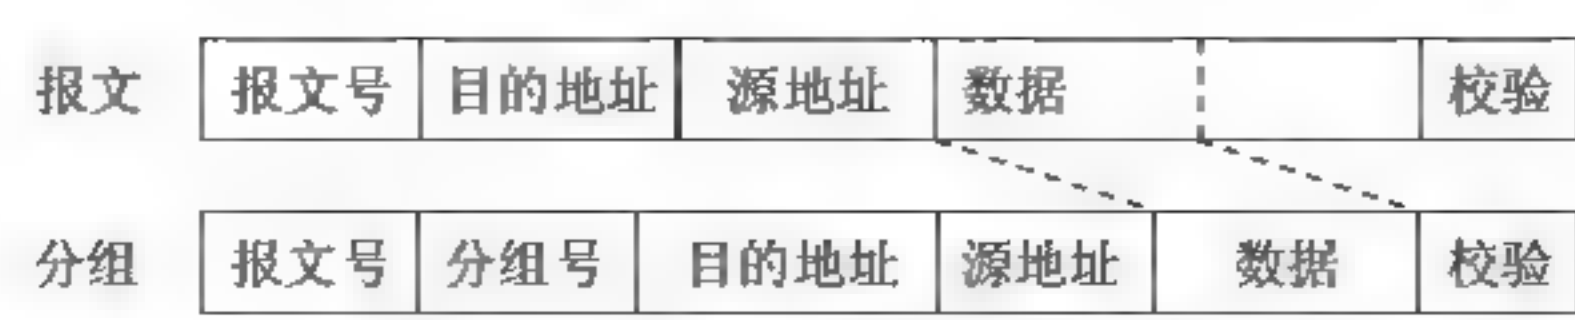 报文 报文号 目的地址 源地址 数据 校验
分组 报文号 分组号 目的地址 源地址 数据 校验